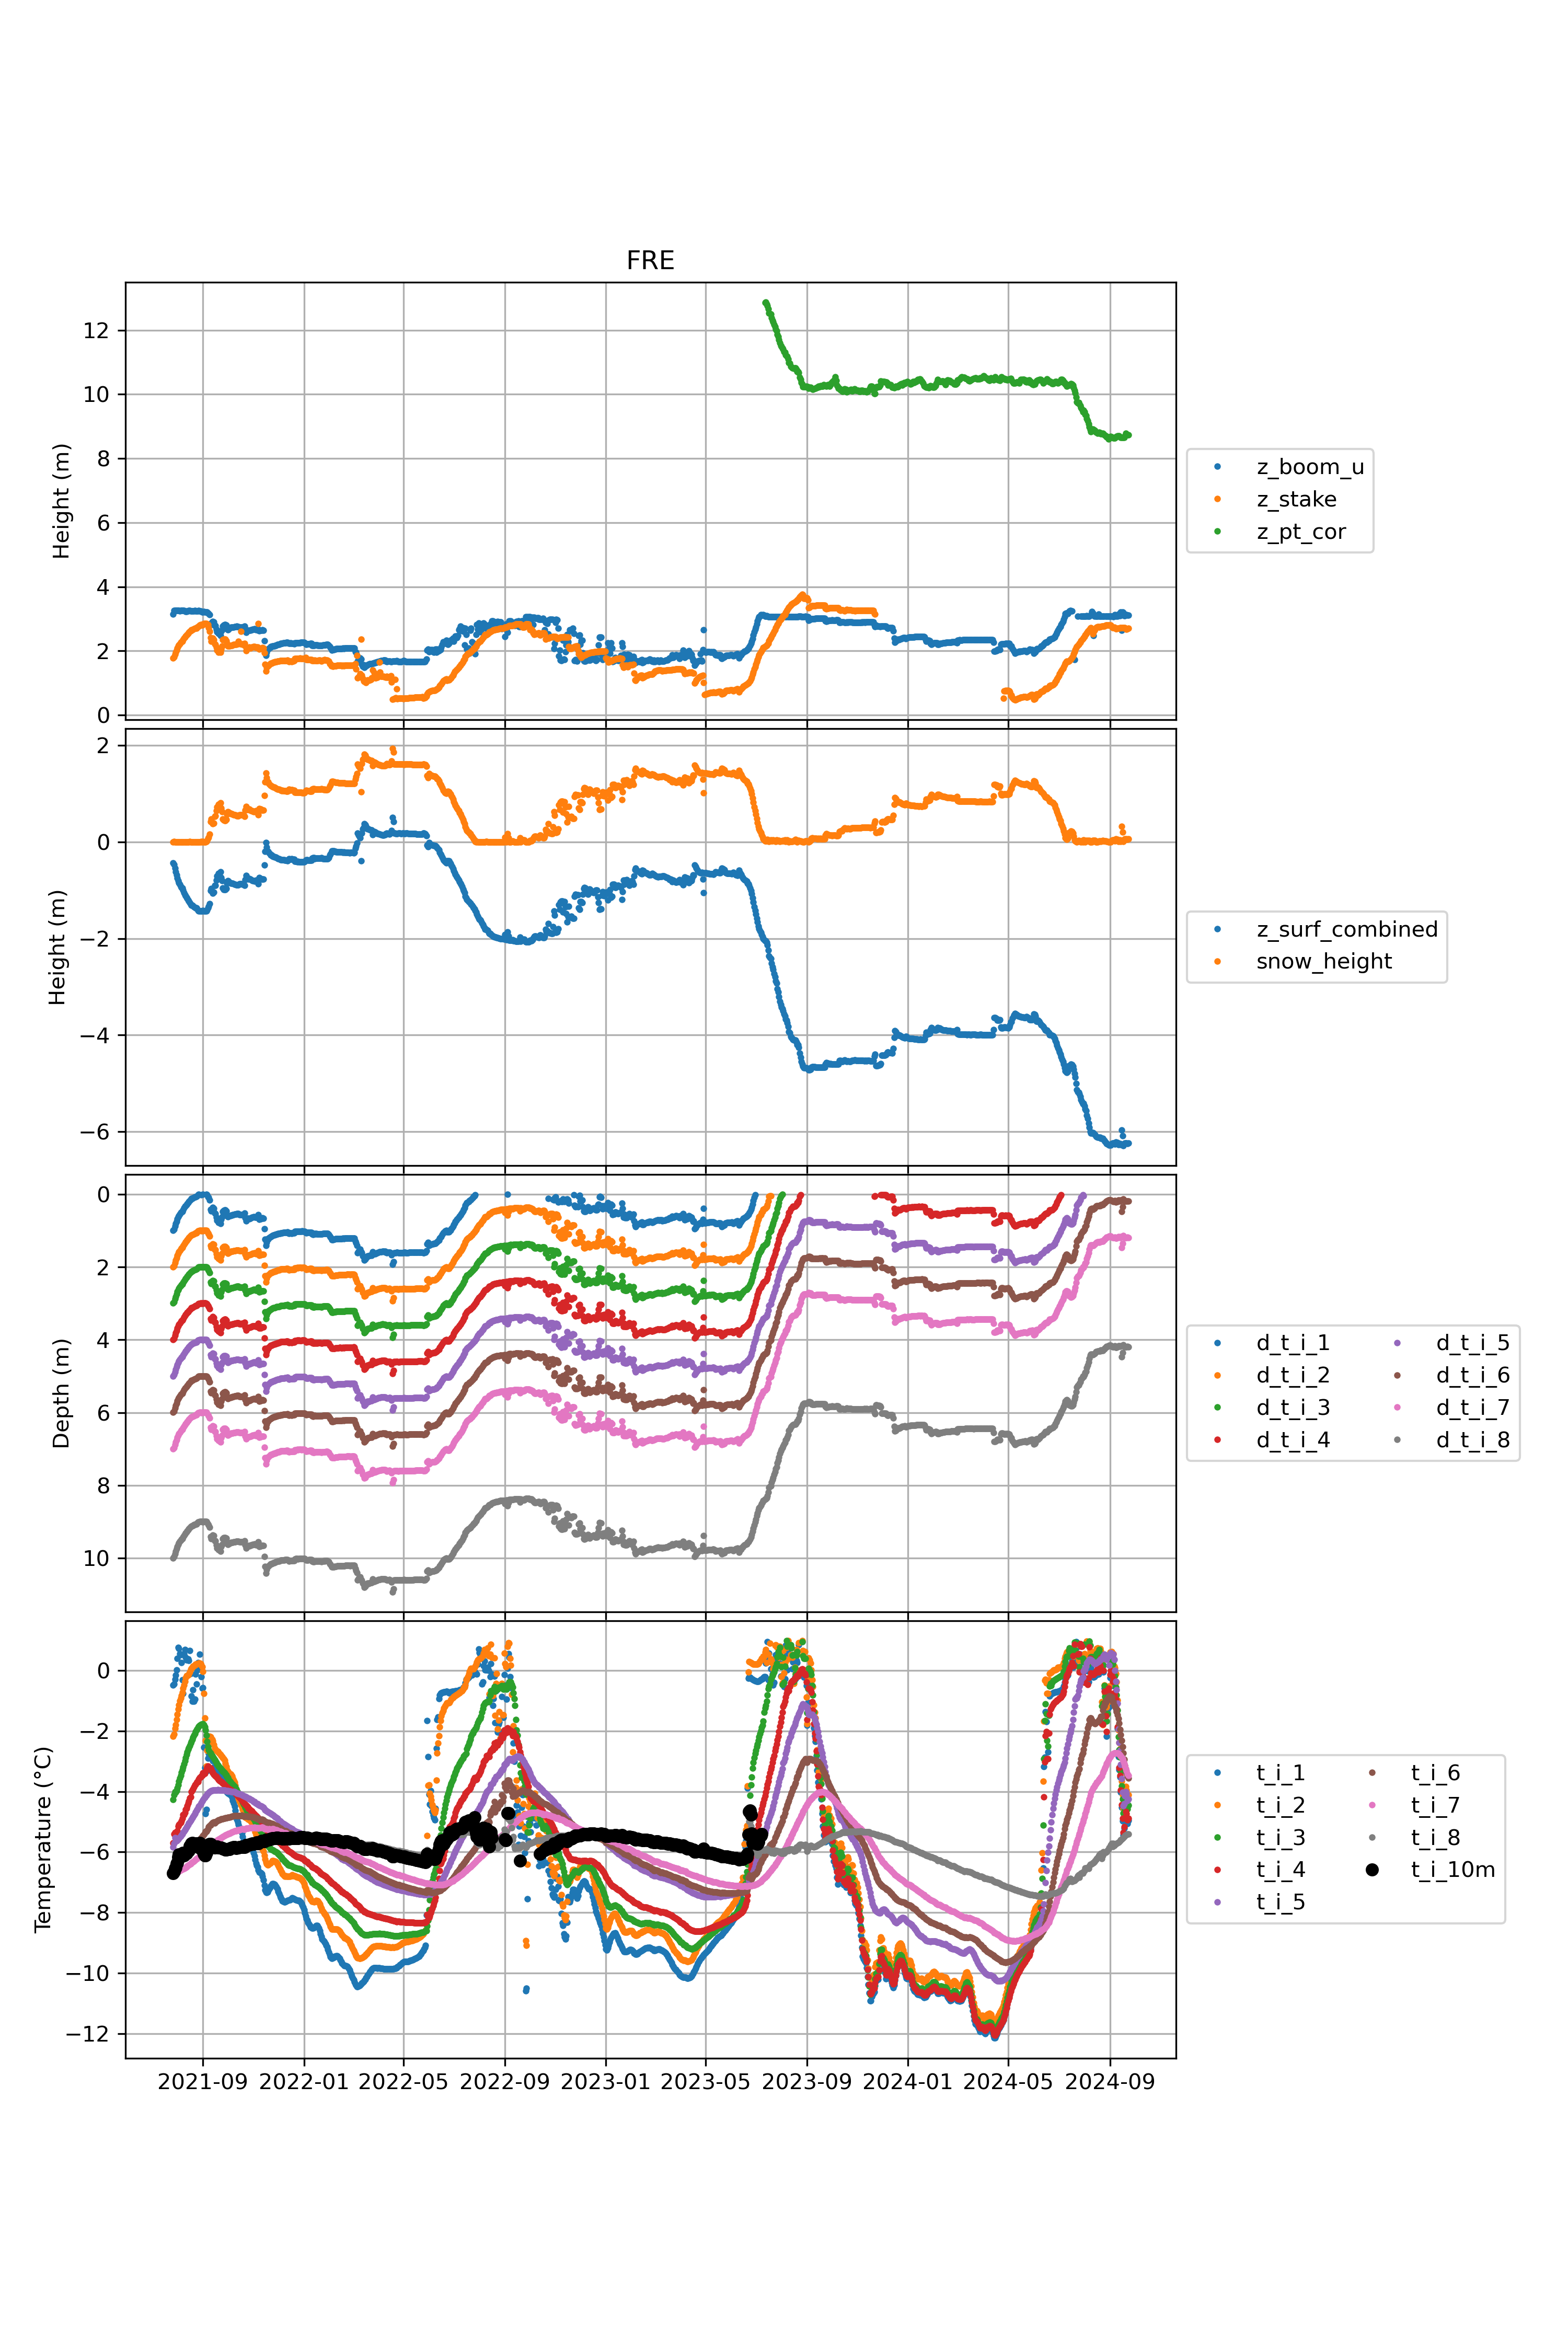 FRE
Height (m)
12
10
8
6
4
2
0
z_boom_u
z_stake
z_pt_cor
Height (m)
2
0
−2
−4
−6
z_surf_combined
snow_height
Depth (m)
0
2
4
6
8
10
d_t_i_1
d_t_i_2
d_t_i_3
d_t_i_4
d_t_i_5
d_t_i_6
d_t_i_7
d_t_i_8
Temperature (°C)
0
−2
−4
−6
−8
−10
−12
t_i_1
t_i_2
t_i_3
t_i_4
t_i_5
t_i_6
t_i_7
t_i_8
t_i_10m
2021-09 2022-01 2022-05 2022-09 2023-01 2023-05 2023-09 2024-01 2024-05 2024-09